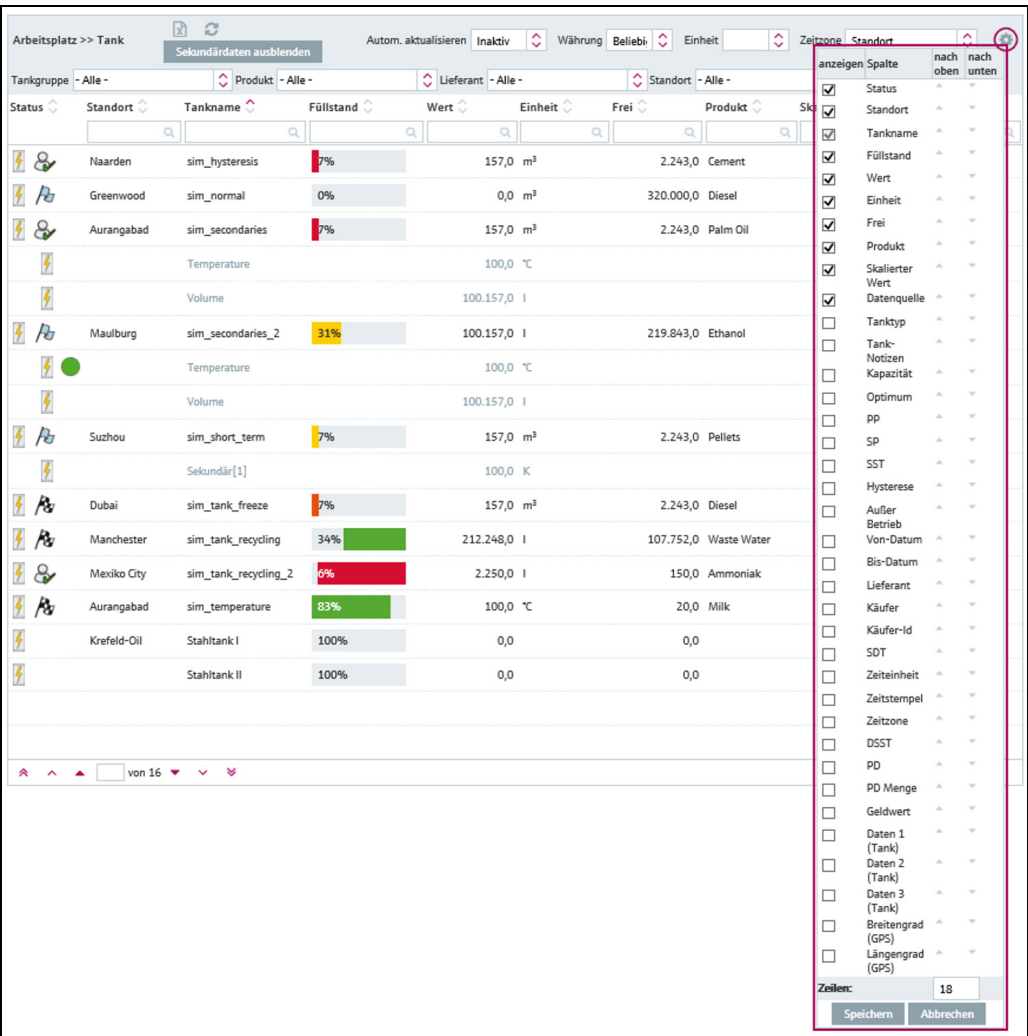 Arbeitsplatz >> Tank
Sekundärdaten ausblenden
Autom. aktualisieren Inaktiv Währung Beliebi Einheit Zeitzone Standort
Tankgruppe - Alle - Produkt - Alle - Lieferant - Alle - Standort - Alle -
Status Standort Tankname Füllstand Wert Einheit Frei Produkt Ska
Naarden sim_hysteresis 7% 157,0 m³ 2.243,0 Cement
Greenwood sim_normal 0% 0,0 m³ 320.000,0 Diesel
Aurangabad sim_secondaries 7% 157,0 m³ 2.243,0 Palm Oil
Temperature 100,0 °C
Volume 100.157,0 l
Maulburg sim_secondaries_2 31% 100.157,0 l 219.843,0 Ethanol
Temperature 100,0 °C
Volume 100.157,0 l
Suzhou sim_short_term 7% 157,0 m³ 2.243,0 Pellets
Sekundär[1] 100,0 K
Dubai sim_tank_freeze 7% 157,0 m³ 2.243,0 Diesel
Manchester sim_tank_recycling 34% 212.248,0 l 107.752,0 Waste Water
Mexiko City sim_tank_recycling_2 6% 2.250,0 l 150,0 Ammoniak
Aurangabad sim_temperature 83% 100,0 °C 20,0 Milk
Krefeld-Oil Stahltank I 100% 0,0 0,0
Stahltank II 100% 0,0 0,0
von 16
anzeigen Spalte nach oben nach unten
Status
Standort
Tankname
Füllstand
Wert
Einheit
Frei
Produkt
Skalierter
Wert
Datenquelle
Tanktyp
Tank-
Notizen
Kapazität
Optimum
PP
SP
SST
Hysterese
Außer
Betrieb
Von-Datum
Bis-Datum
Lieferant
Käufer
Käufer-Id
SDT
Zeiteinheit
Zeitstempel
Zeitzone
DSST
PD
PD Menge
Geldwert
Daten 1
(Tank)
Daten 2
(Tank)
Daten 3
(Tank)
Breitengrad
(GPS)
Längengrad
(GPS)
Zeilen: 18
Speichern Abbrechen